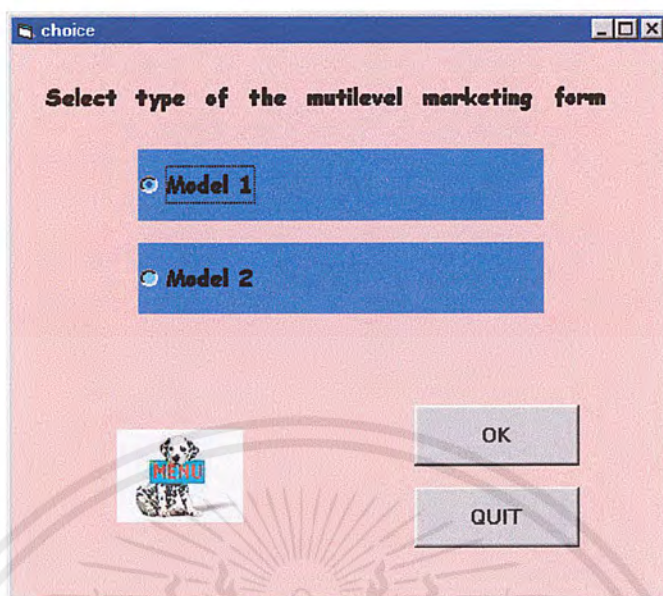 choice
Select type of the mutilevel marketing form
Model 1
Model 2
MENU
OK
QUIT